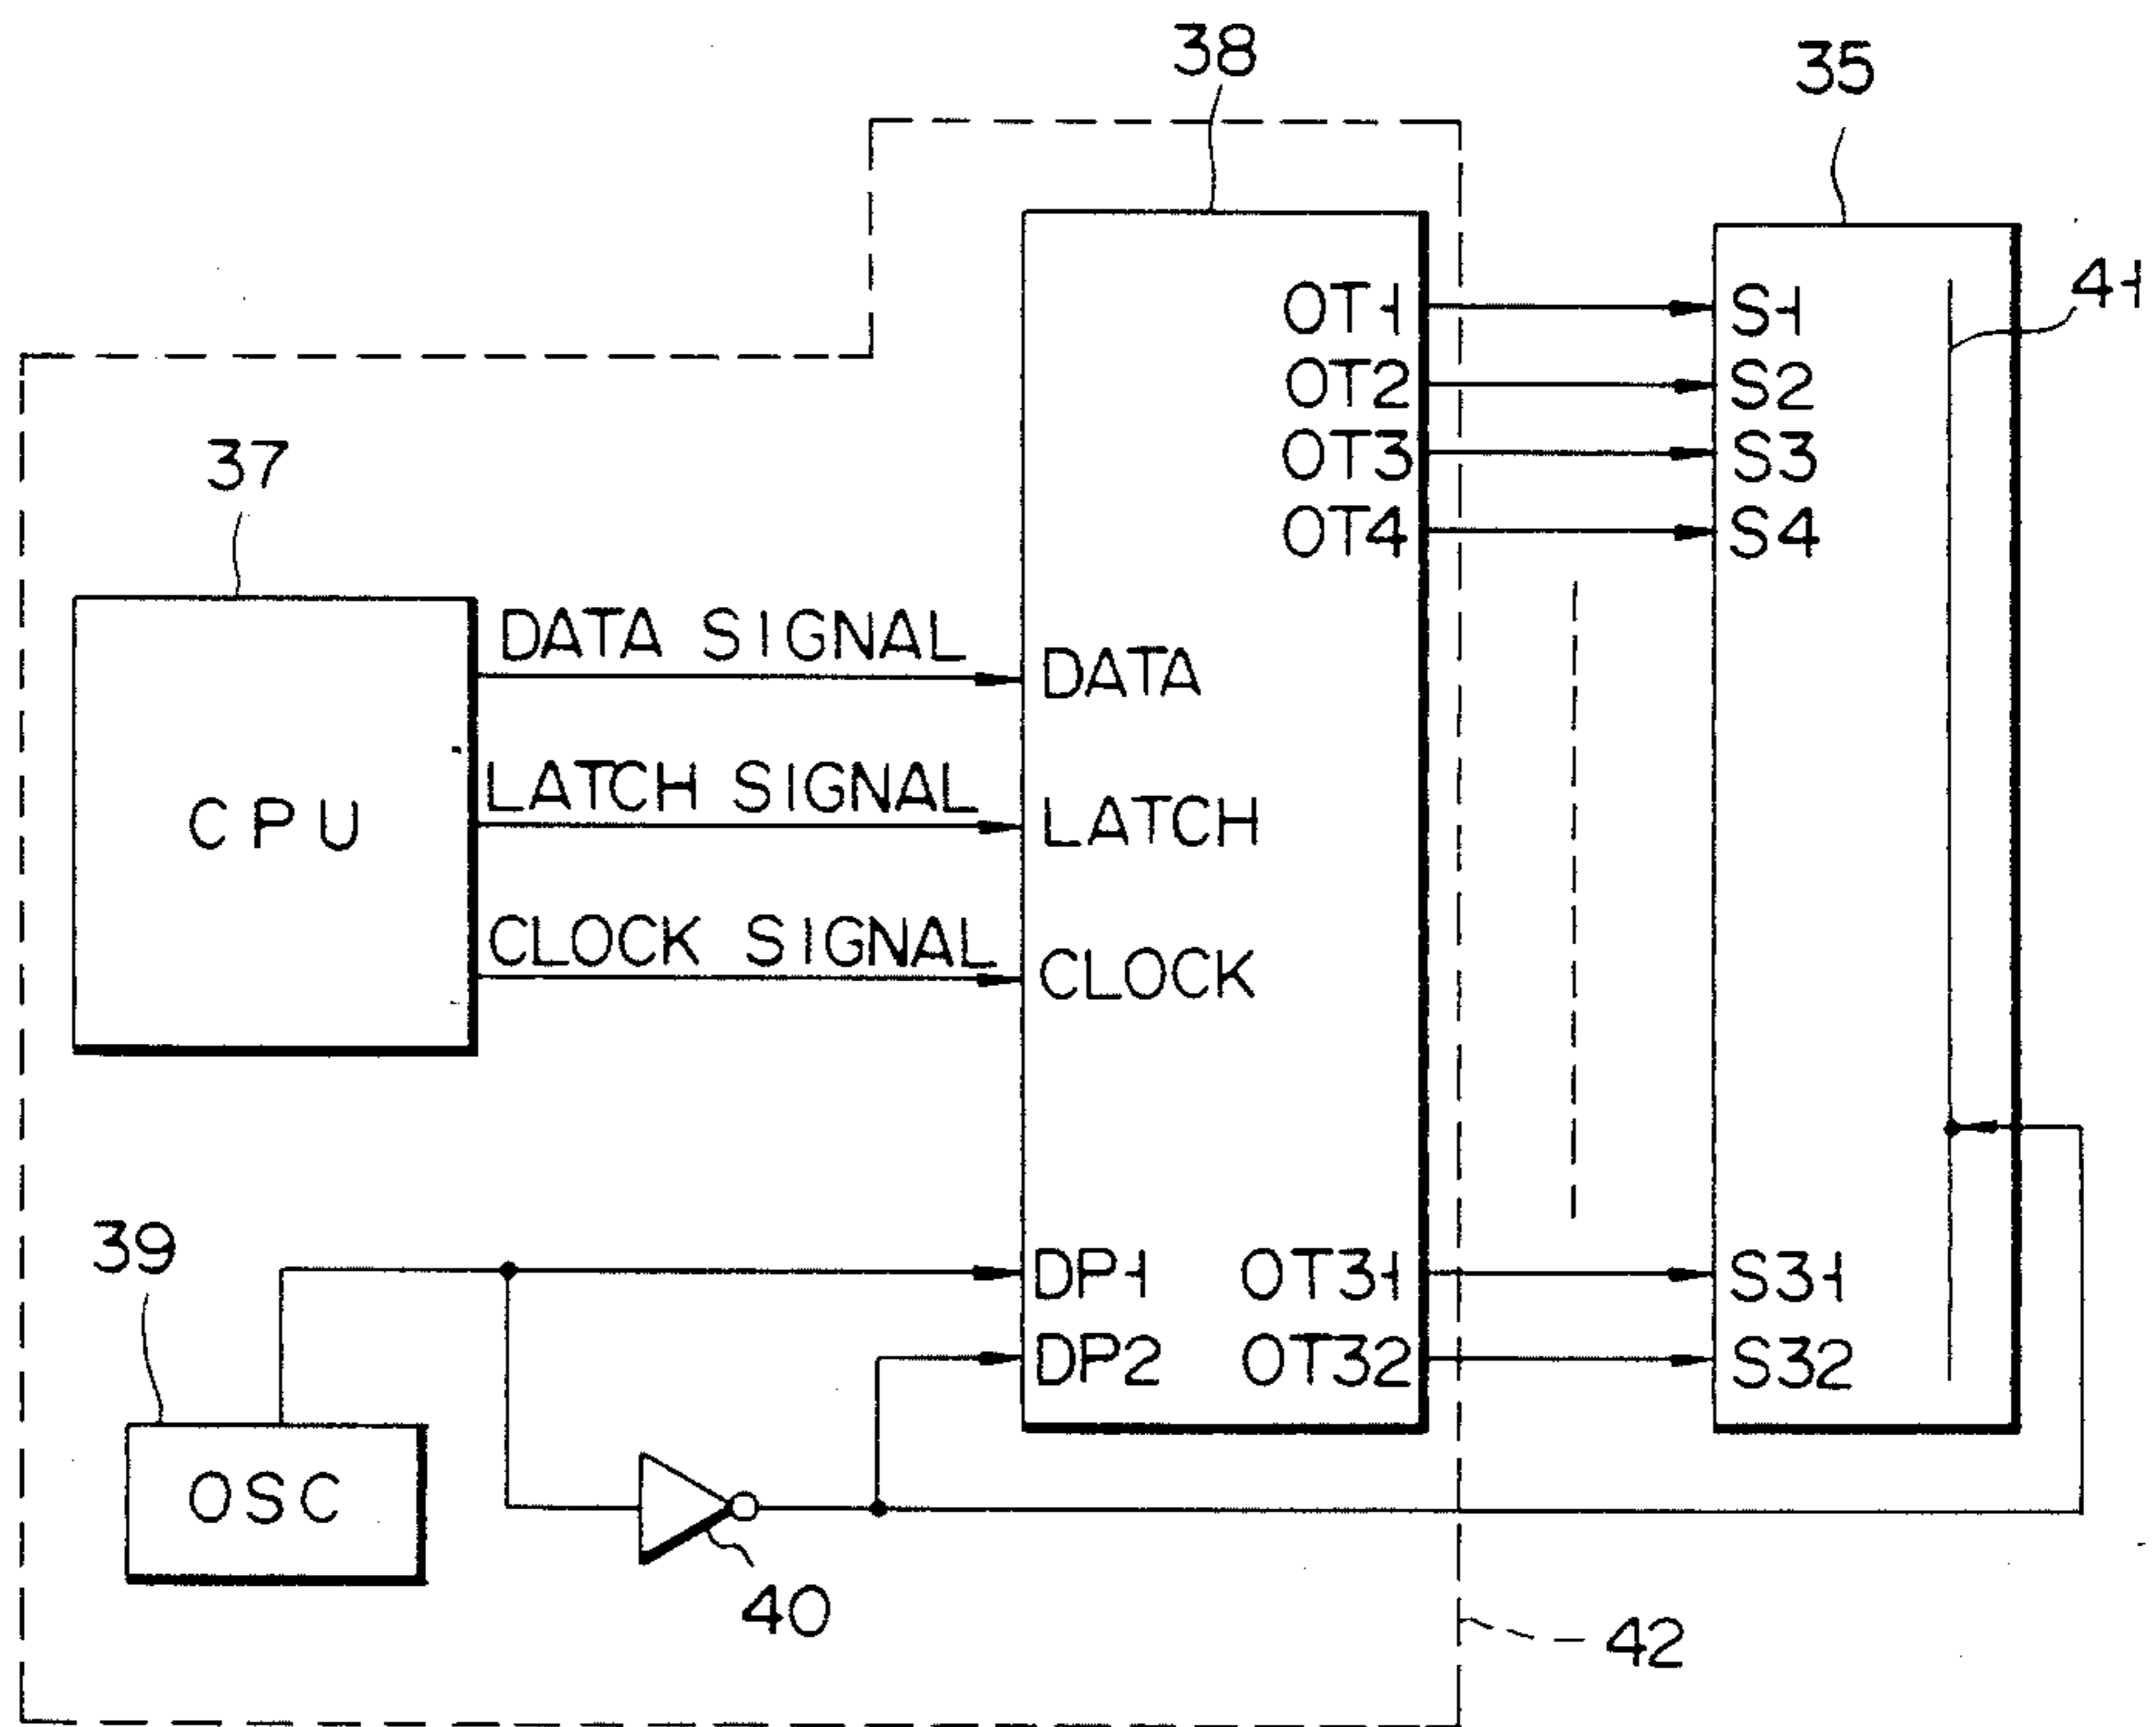 38
35
41
OT1
S1
OT2
S2
OT3
S3
OT4
S4
37
CPU
DATA SIGNAL
DATA
LATCH SIGNAL
LATCH
CLOCK SIGNAL
CLOCK
39
OSC
DP1
OT31
S31
DP2
OT32
S32
40
42